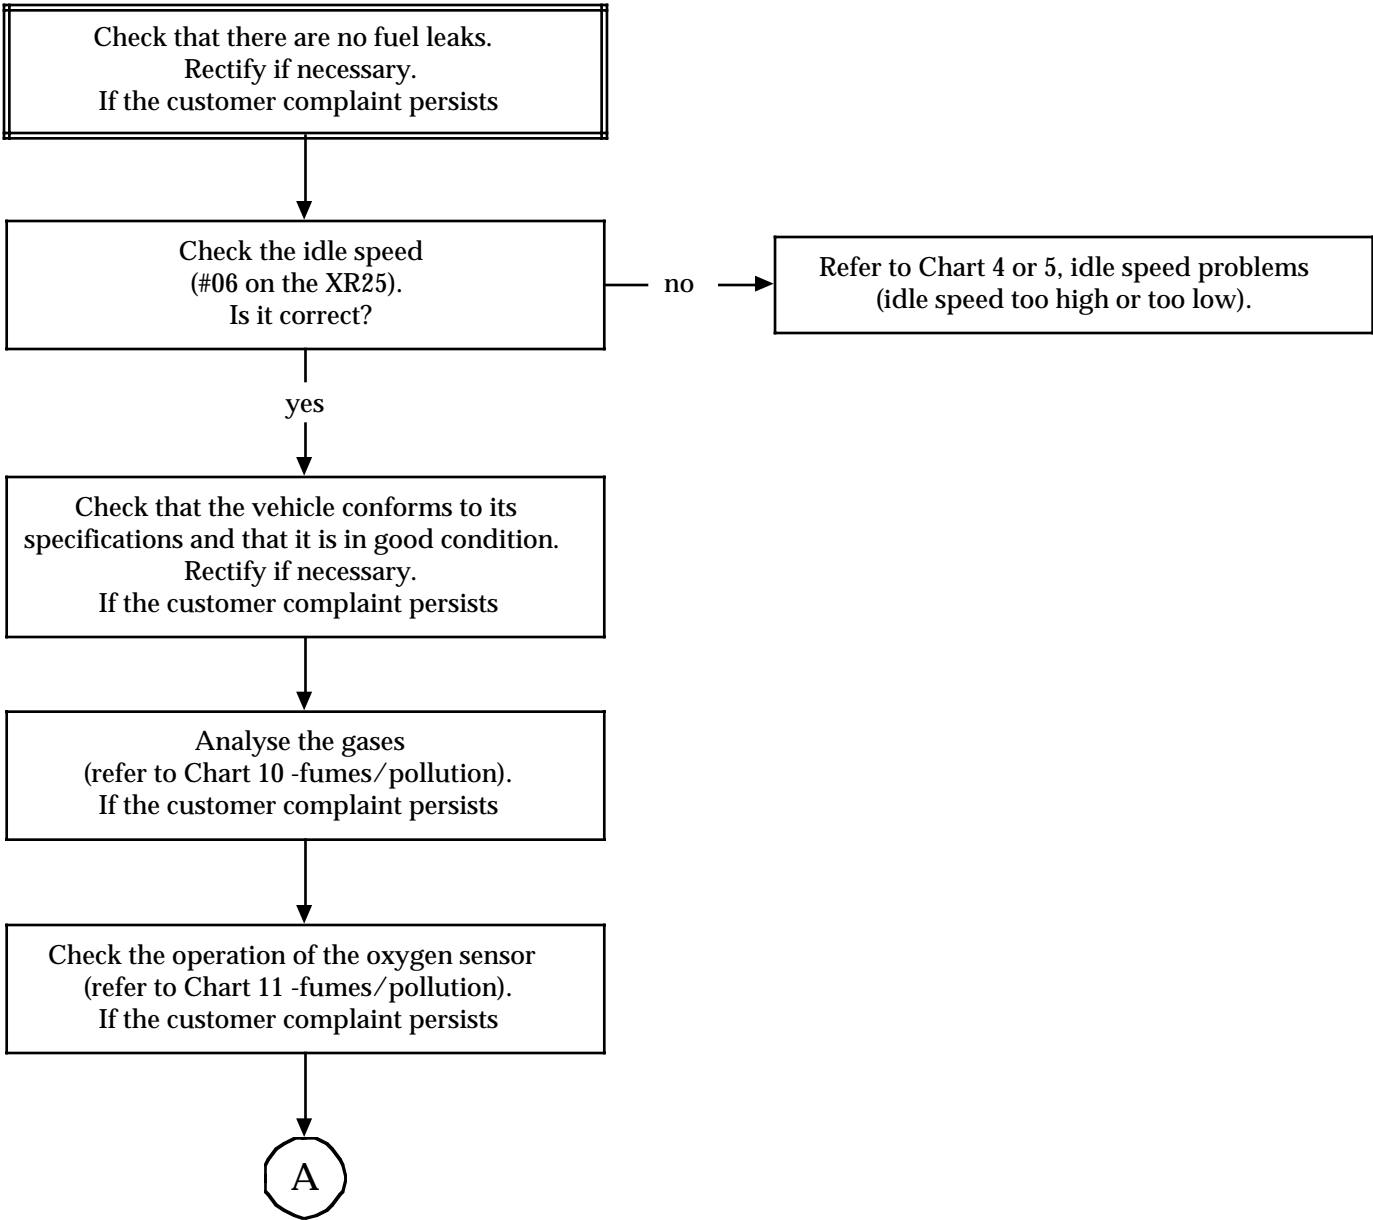 Check that there are no fuel leaks.
Rectify if necessary.
If the customer complaint persists
Check the idle speed
(#06 on the XR25).
Is it correct?
no
Refer to Chart 4 or 5, idle speed problems
(idle speed too high or too low).
yes
Check that the vehicle conforms to its
specifications and that it is in good condition.
Rectify if necessary.
If the customer complaint persists
Analyse the gases
(refer to Chart 10 -fumes/pollution).
If the customer complaint persists
Check the operation of the oxygen sensor
(refer to Chart 11 -fumes/pollution).
If the customer complaint persists
A